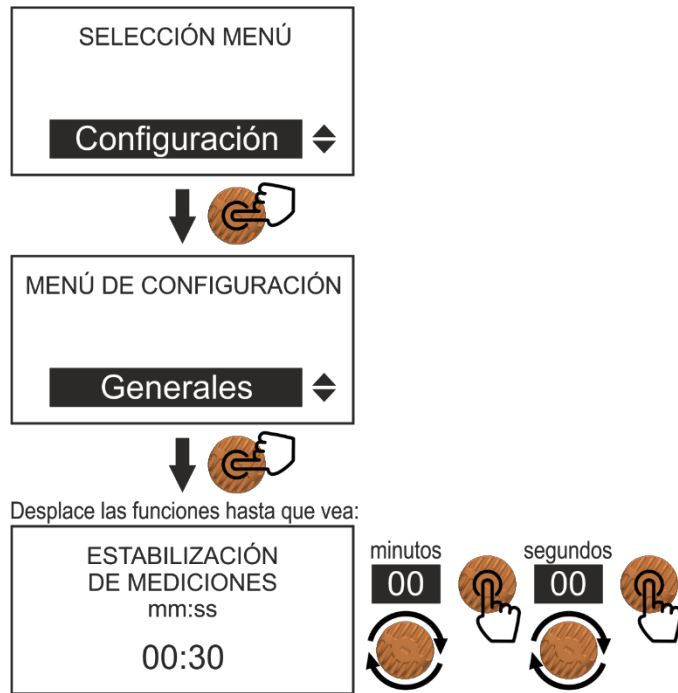 SELECCIÓN MENÚ
Configuración
MENÚ DE CONFIGURACIÓN
Generales
Desplace las funciones hasta que vea:
ESTABILIZACIÓN
DE MEDICIONES
mm:ss
00:30
minutos
00
segundos
00